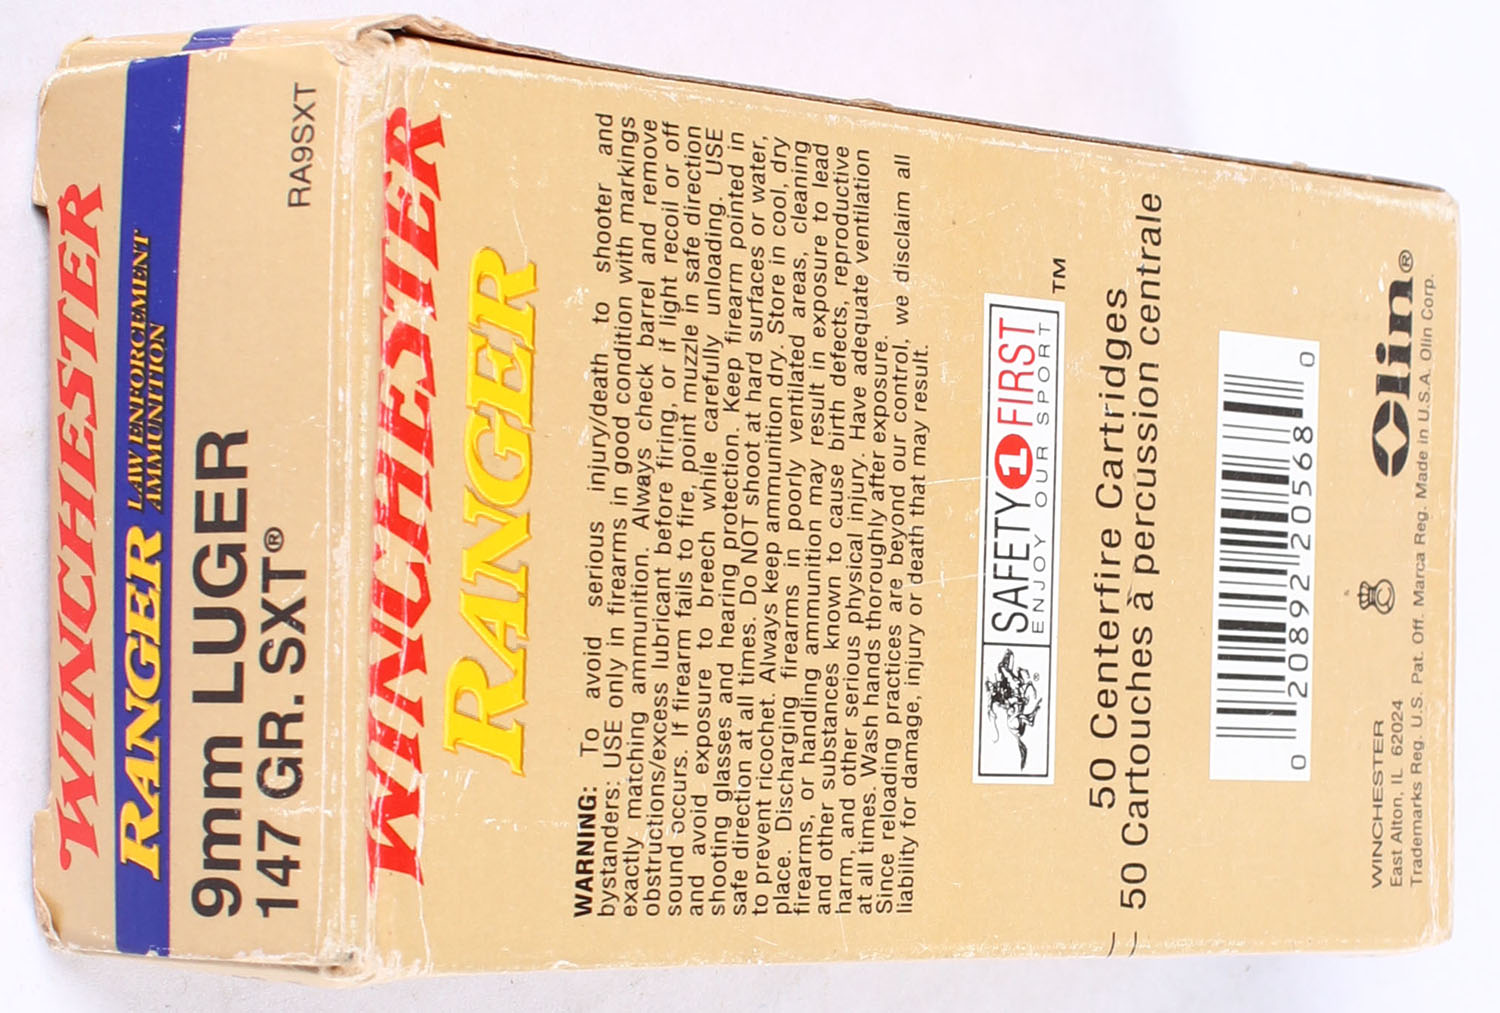 WINCHESTER
RANGER LAW ENFORCEMENT
AMMUNITION
9mm LUGER
147 GR. SXT®
RA9SXT
WINCHESTER
RANGER
WARNING: To avoid serious injury/death to shooter and
bystanders: USE only in firearms in good condition with markings
exactly matching ammunition. Always check barrel and remove
obstructions/excess lubricant before firing, or if light recoil or off
sound occurs. If firearm fails to fire, point muzzle in safe direction
and avoid exposure to breech while carefully unloading. USE
shooting glasses and hearing protection. Keep firearm pointed in
safe direction at all times. Do NOT shoot at hard surfaces or water,
to prevent ricochet. Always keep ammunition dry. Store in cool, dry
place. Discharging firearms in poorly ventilated areas, cleaning
firearms, or handling ammunition may result in exposure to lead
and other substances known to cause birth defects, reproductive
harm, and other serious physical injury. Have adequate ventilation
at all times. Wash hands thoroughly after exposure.
Since reloading practices are beyond our control, we disclaim all
liability for damage, injury or death that may result.
SAFETY 1 FIRST
ENJOY OUR SPORT
®
TM
50 Centerfire Cartridges
50 Cartouches à percussion centrale
0 20892 20568 0
WINCHESTER
East Alton, IL 62024
Olin®
Trademarks Reg. U.S. Pat. Off. Marca Reg. Made in U.S.A. Olin Corp.